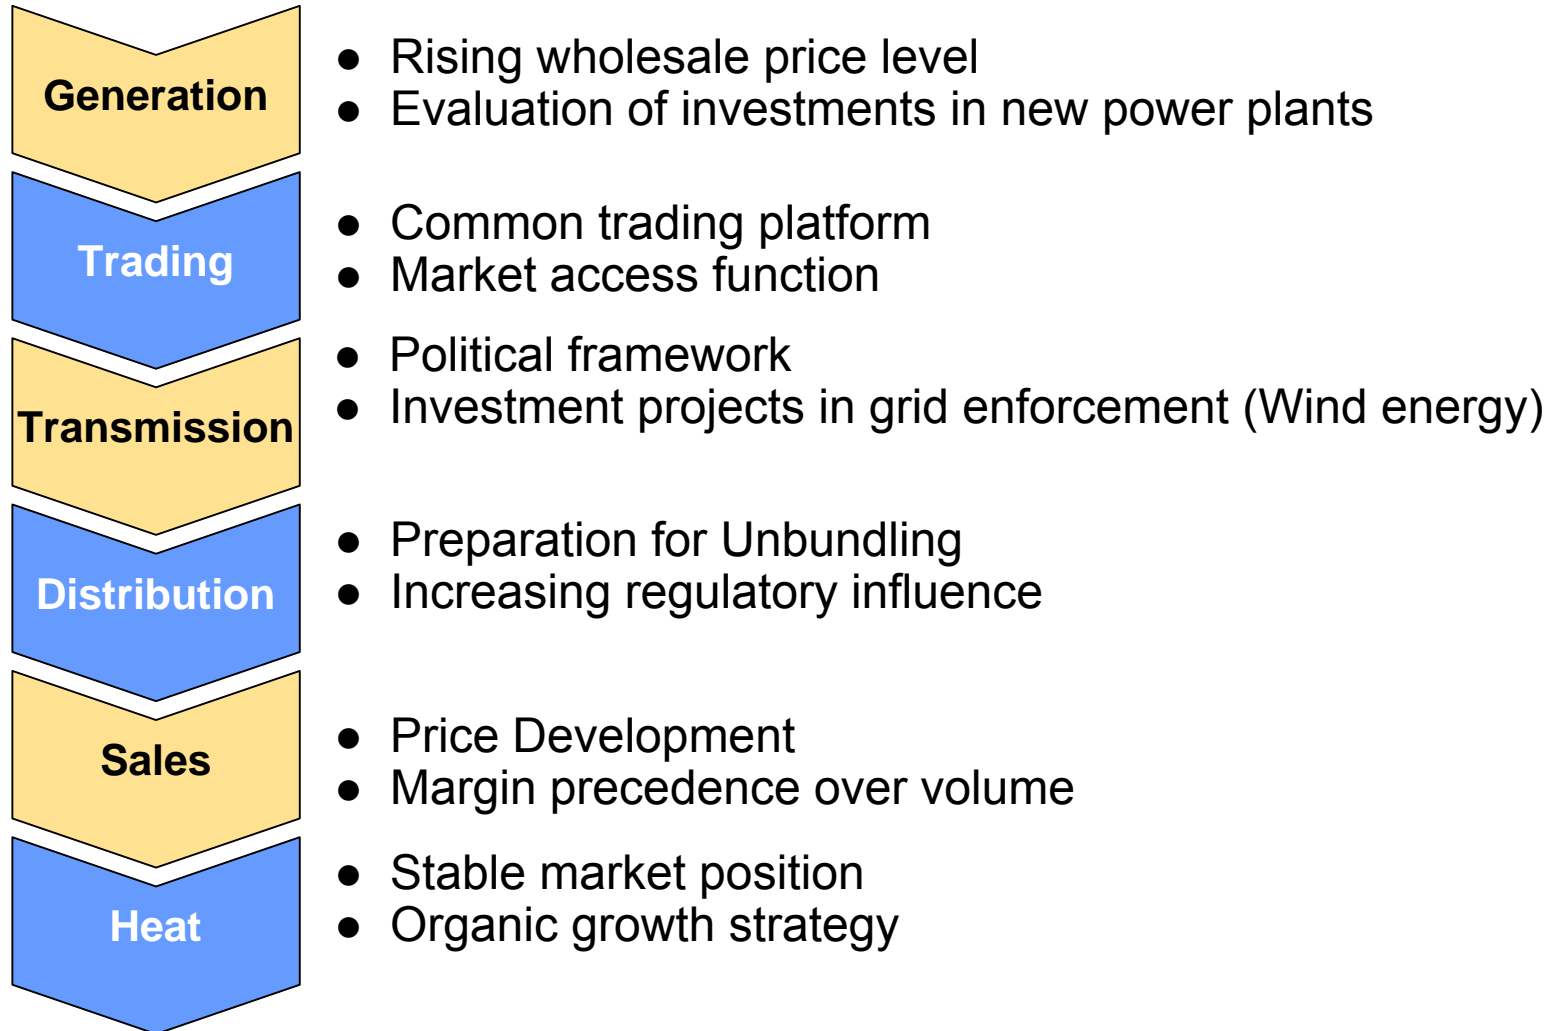 Generation
● Rising wholesale price level
● Evaluation of investments in new power plants
Trading
● Common trading platform
● Market access function
Transmission
● Political framework
● Investment projects in grid enforcement (Wind energy)
Distribution
● Preparation for Unbundling
● Increasing regulatory influence
Sales
● Price Development
● Margin precedence over volume
Heat
● Stable market position
● Organic growth strategy